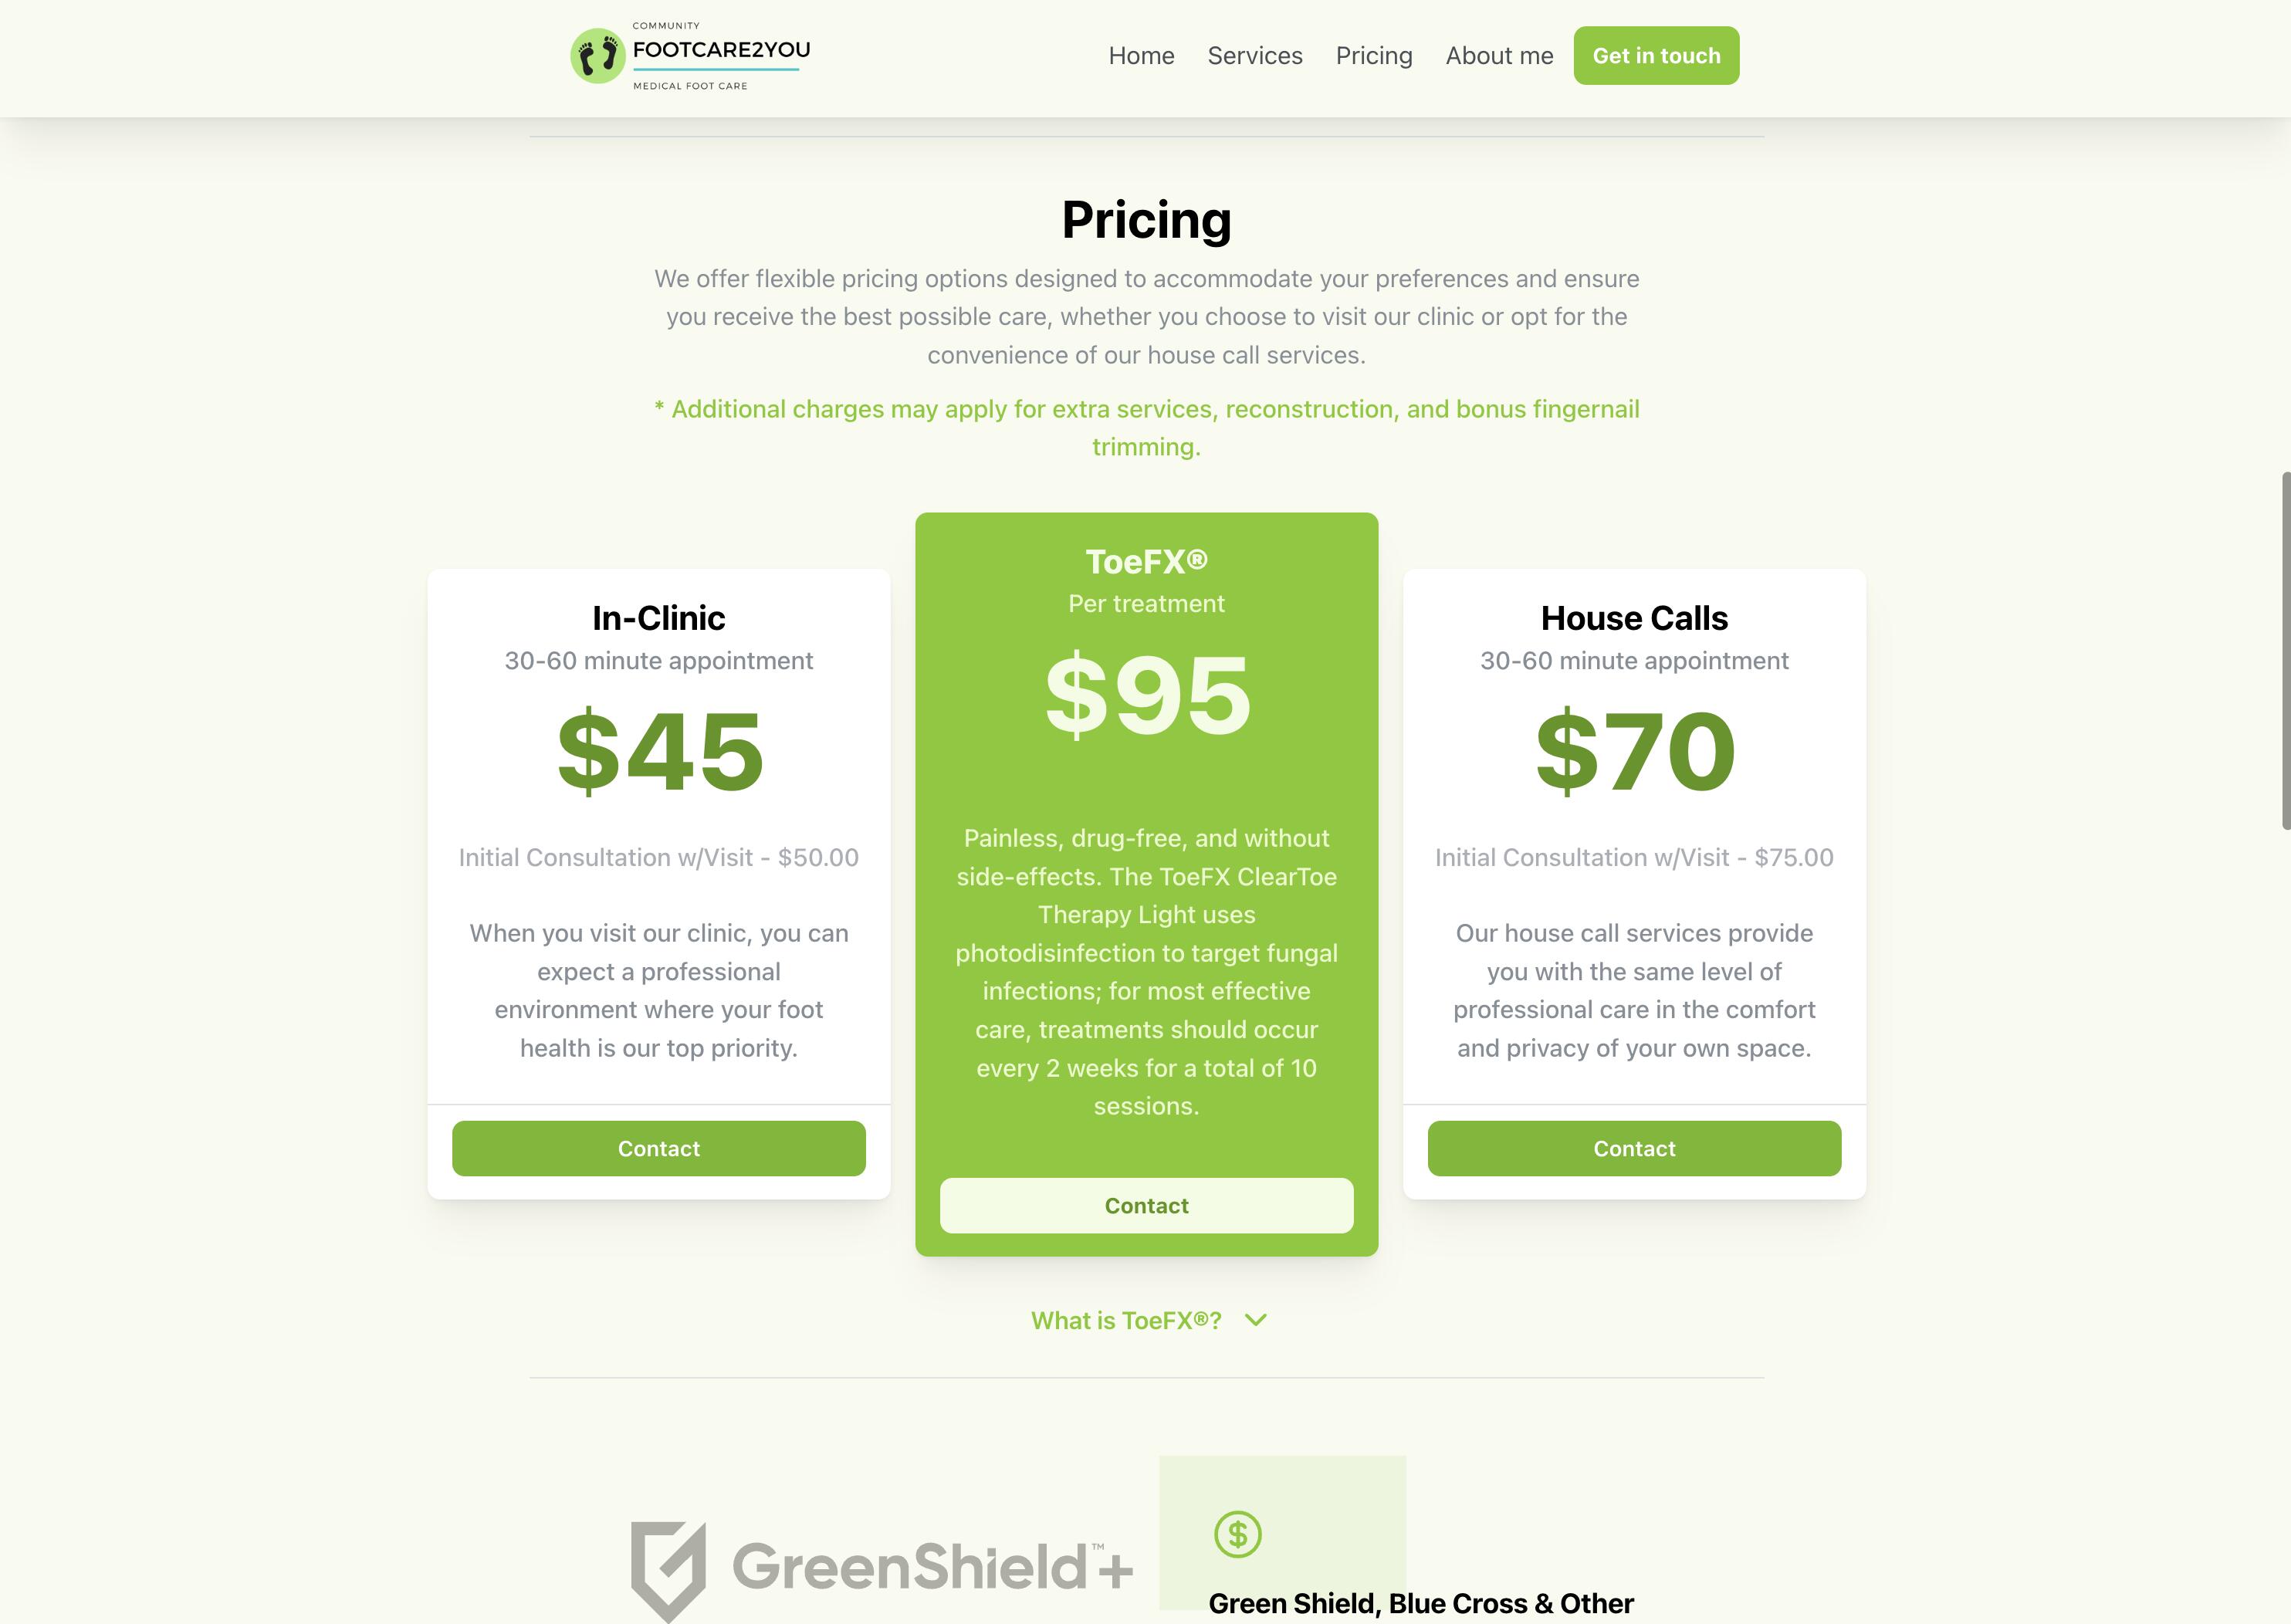 COMMUNITY
FOOTCARE2YOU
MEDICAL FOOT CARE
Home Services Pricing About me Get in touch
Pricing
We offer flexible pricing options designed to accommodate your preferences and ensure
you receive the best possible care, whether you choose to visit our clinic or opt for the
convenience of our house call services.
* Additional charges may apply for extra services, reconstruction, and bonus fingernail
trimming.
In-Clinic
30-60 minute appointment
$45
Initial Consultation w/Visit - $50.00
When you visit our clinic, you can
expect a professional
environment where your foot
health is our top priority.
Contact
ToeFX®
Per treatment
$95
Painless, drug-free, and without
side-effects. The ToeFX ClearToe
Therapy Light uses
photodisinfection to target fungal
infections; for most effective
care, treatments should occur
every 2 weeks for a total of 10
sessions.
Contact
House Calls
30-60 minute appointment
$70
Initial Consultation w/Visit - $75.00
Our house call services provide
you with the same level of
professional care in the comfort
and privacy of your own space.
Contact
What is ToeFX®?
GreenShield™+
$
Green Shield, Blue Cross & Other